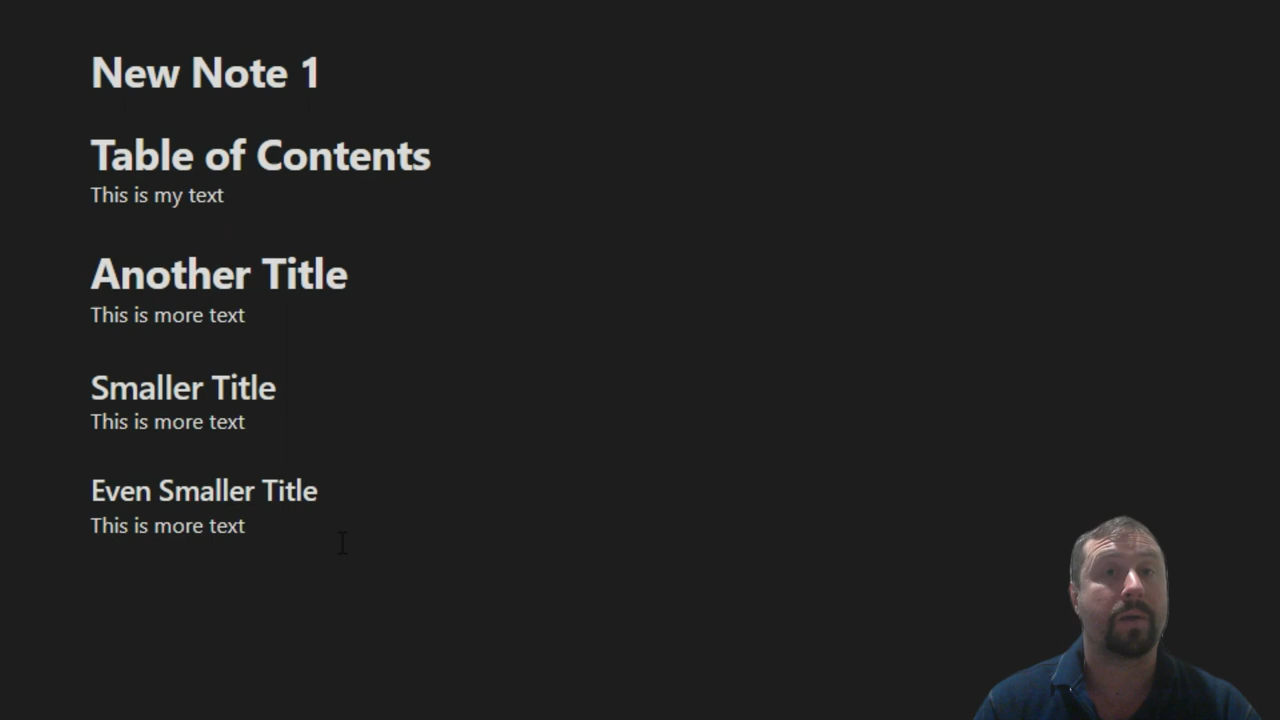 New Note 1
Table of Contents
This is my text
Another Title
This is more text
Smaller Title
This is more text
Even Smaller Title
This is more text